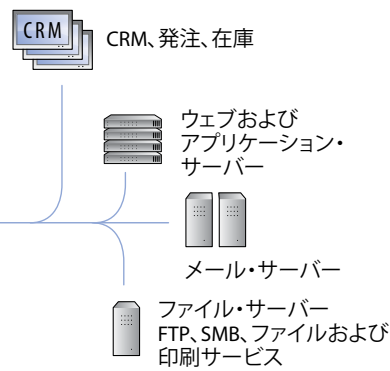 CRM
CRM、発注、在庫
ウェブおよび
アプリケーション・
サーバー
メール・サーバー
ファイル・サーバー
FTP、SMB、ファイルおよび
印刷サービス